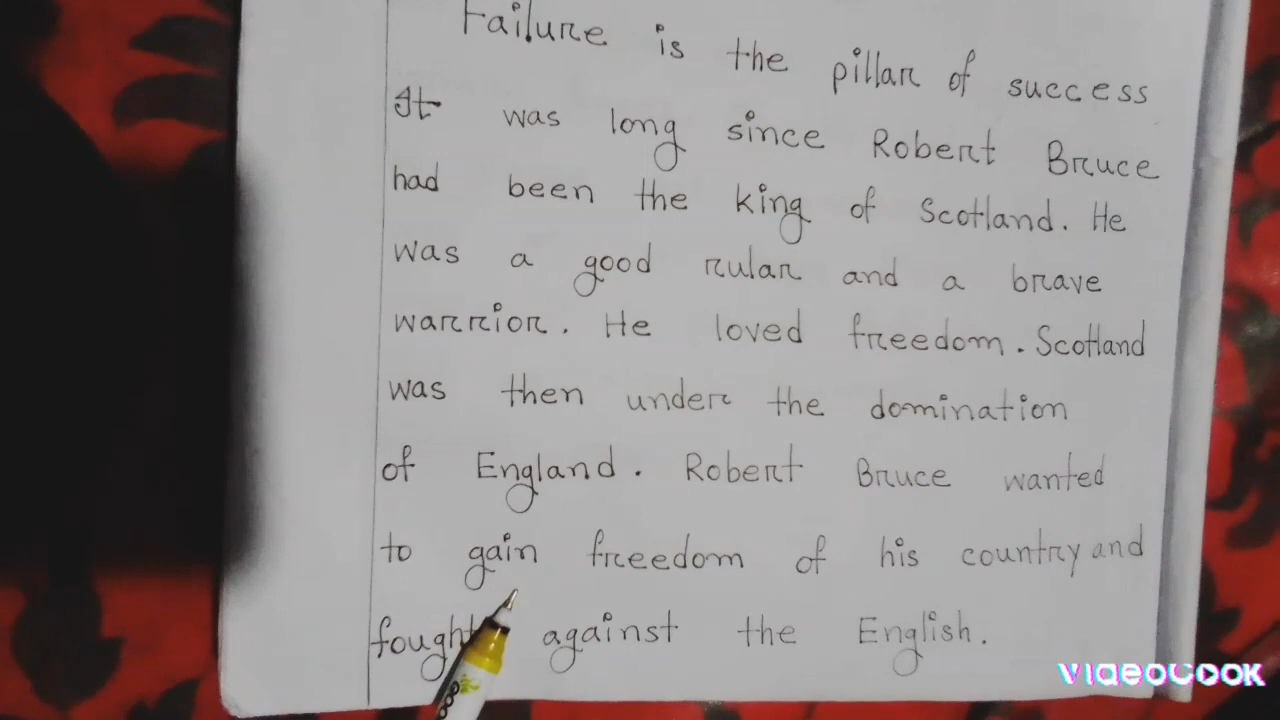 Failure is the pillar of success
It was long since Robert Bruce
had been the king of Scotland. He
was a good rular and a brave
warrior. He loved freedom. Scotland
was then under the domination
of England. Robert Bruce wanted
to gain freedom of his country and
fought against the English.
VIDEOCOOK